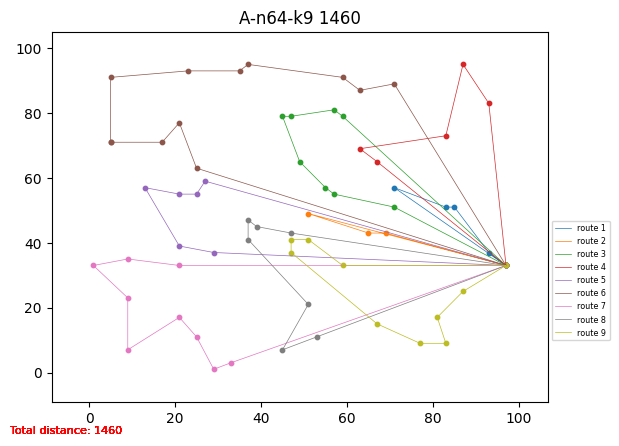 A-n64-k9 1460
100
80
60
40
20
0
0 20 40 60 80 100
route 1
route 2
route 3
route 4
route 5
route 6
route 7
route 8
route 9
Total distance: 1460